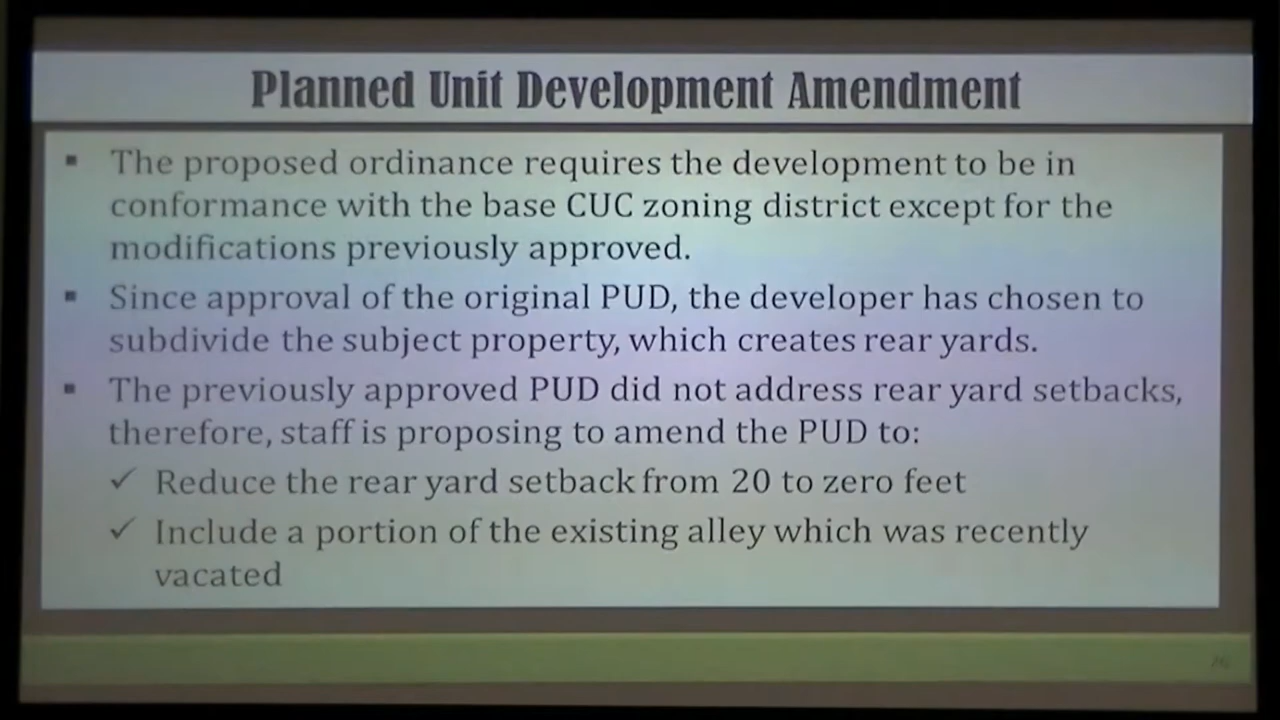 Planned Unit Development Amendment
▪ The proposed ordinance requires the development to be in
conformance with the base CUC zoning district except for the
modifications previously approved.
▪ Since approval of the original PUD, the developer has chosen to
subdivide the subject property, which creates rear yards.
▪ The previously approved PUD did not address rear yard setbacks,
therefore, staff is proposing to amend the PUD to:
✓ Reduce the rear yard setback from 20 to zero feet
✓ Include a portion of the existing alley which was recently
vacated